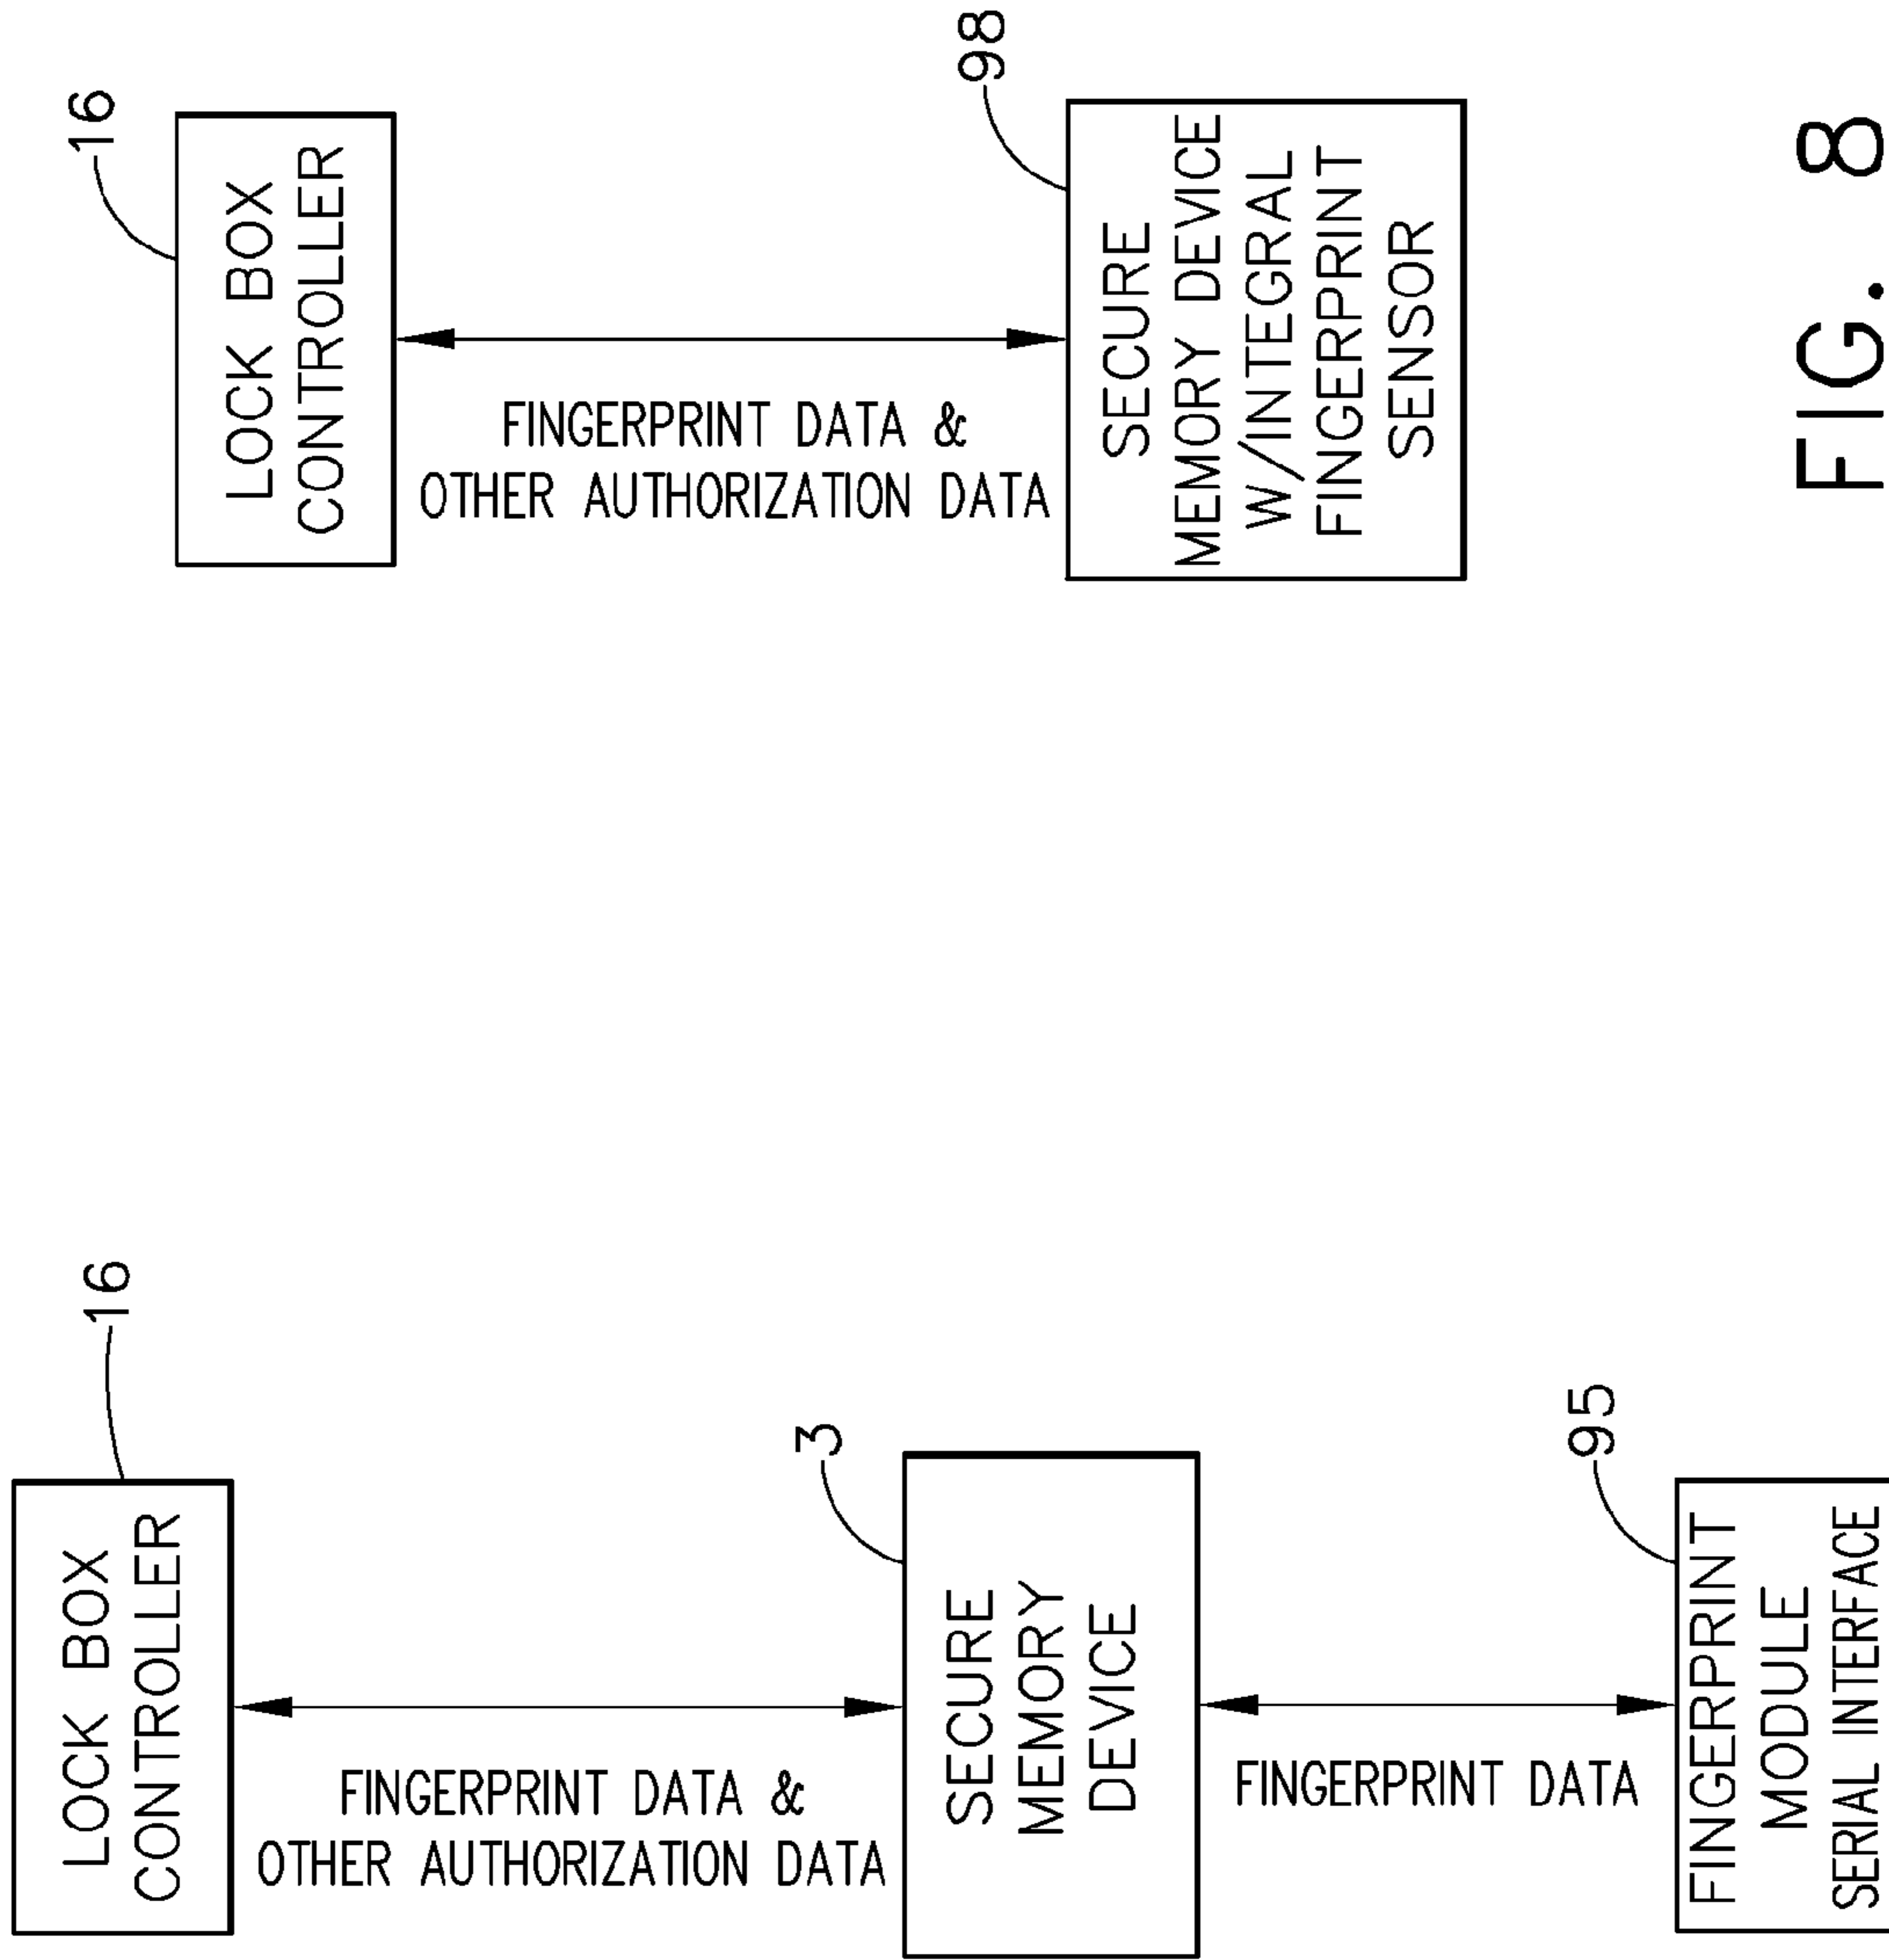 16
LOCK BOX
CONTROLLER
FINGERPRINT DATA &
OTHER AUTHORIZATION DATA
3
SECURE
MEMORY
DEVICE
FINGERPRINT DATA
95
FINGERPRINT
MODULE
SERIAL INTERFACE
16
LOCK BOX
CONTROLLER
FINGERPRINT DATA &
OTHER AUTHORIZATION DATA
98
SECURE
MEMORY DEVICE
W/INTEGRAL
FINGERPRINT
SENSOR
FIG. 8